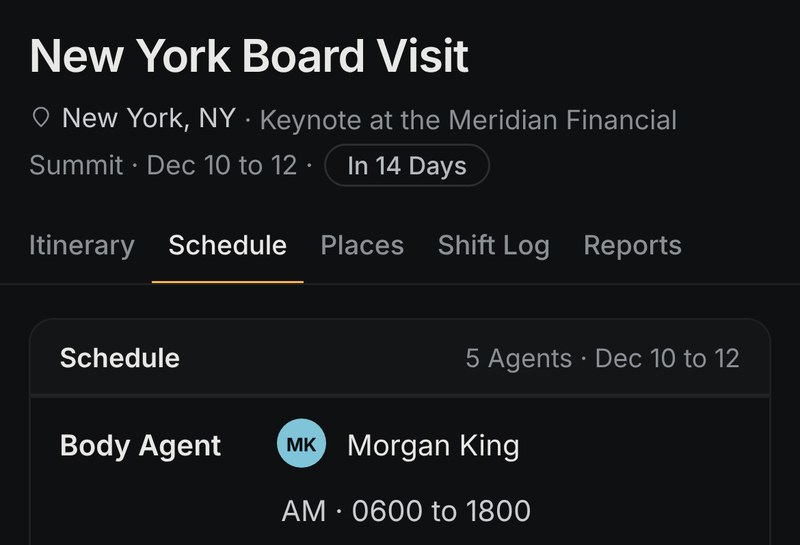 New York Board Visit
New York, NY · Keynote at the Meridian Financial
Summit · Dec 10 to 12 · In 14 Days
Itinerary Schedule Places Shift Log Reports
Schedule 5 Agents · Dec 10 to 12
Body Agent MK Morgan King
AM · 0600 to 1800